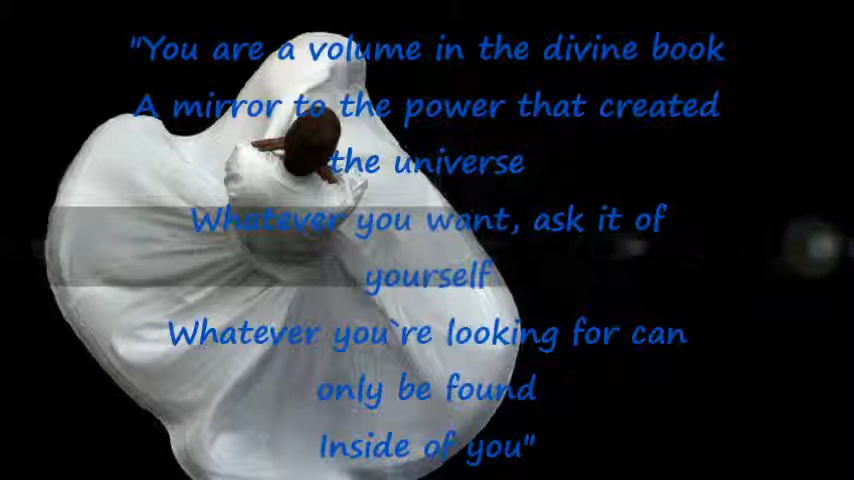 "You are a volume in the divine book
A mirror to the power that created
the universe
Whatever you want, ask it of
yourself
Whatever you`re looking for can
only be found
Inside of you"